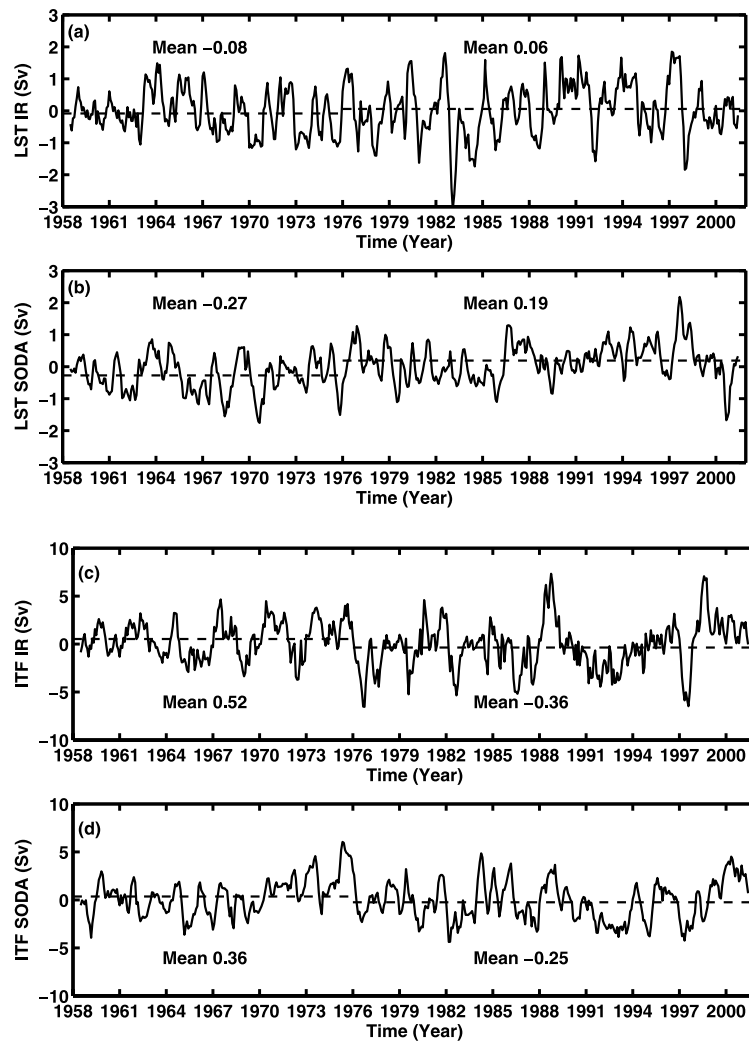 (a)
Mean −0.08
Mean 0.06
LST IR (Sv)
3
2
1
0
−1
−2
−3
1958 1961 1964 1967 1970 1973 1976 1979 1982 1985 1988 1991 1994 1997 2000
Time (Year)
(b)
Mean −0.27
Mean 0.19
LST SODA (Sv)
3
2
1
0
−1
−2
−3
1958 1961 1964 1967 1970 1973 1976 1979 1982 1985 1988 1991 1994 1997 2000
Time (Year)
(c)
ITF IR (Sv)
10
5
0
−5
−10
Mean 0.52
Mean −0.36
1958 1961 1964 1967 1970 1973 1976 1979 1982 1985 1988 1991 1994 1997 2000
Time (Year)
(d)
ITF SODA (Sv)
10
5
0
−5
−10
Mean 0.36
Mean −0.25
1958 1961 1964 1967 1970 1973 1976 1979 1982 1985 1988 1991 1994 1997 2000
Time (Year)